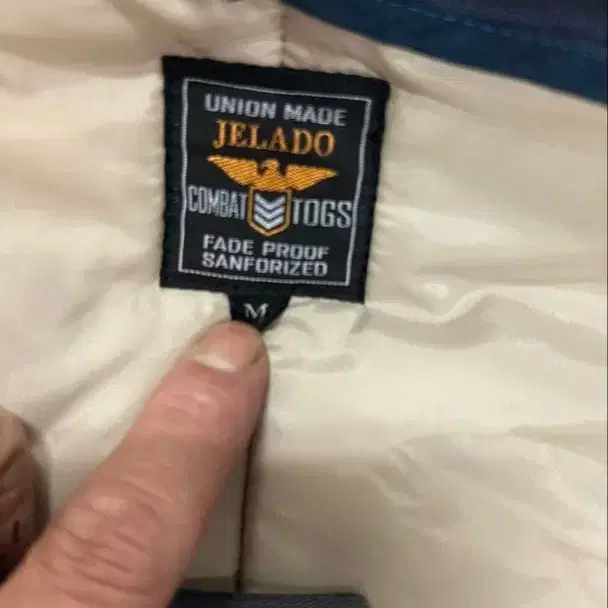 UNION MADE
JELADO
COMBAT TOGS
FADE PROOF
SANFORIZED
M